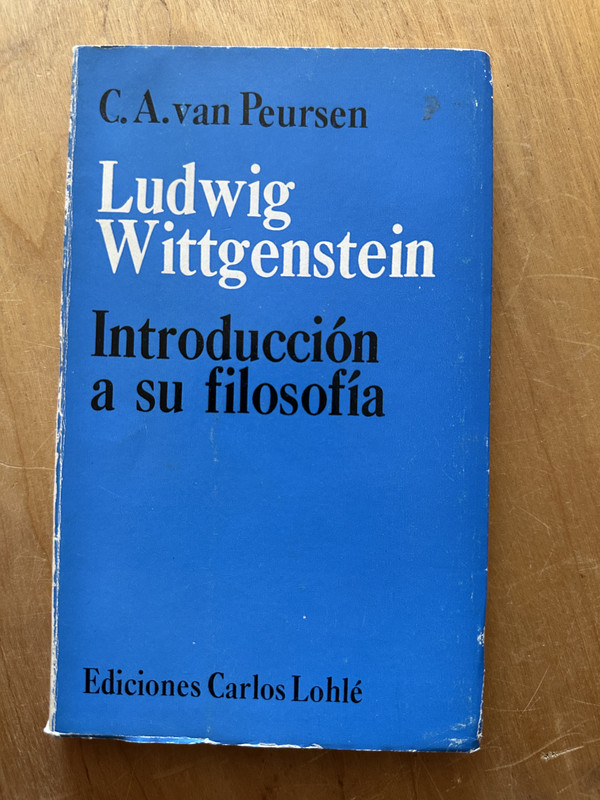 C. A. van Peursen
Ludwig
Wittgenstein
Introducción
a su filosofía
Ediciones Carlos Lohlé